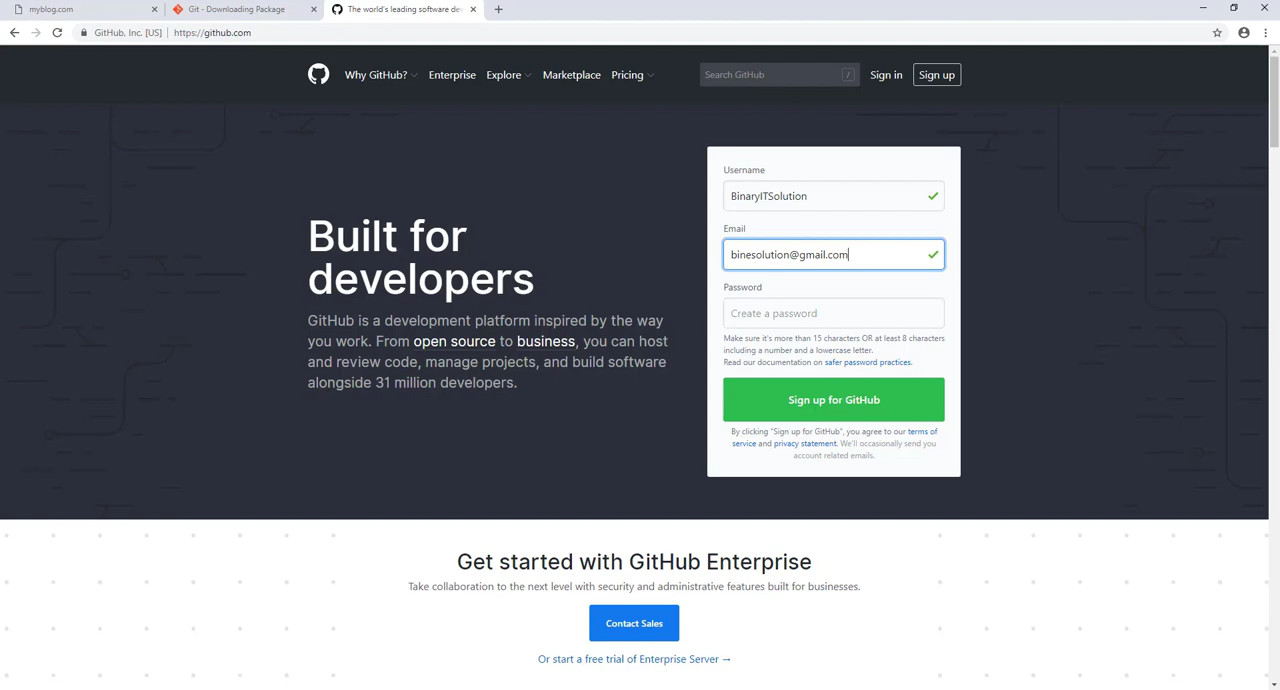 myblog.com
Git - Downloading Package
The world's leading software de
GitHub, Inc. [US] | https://github.com
Why GitHub? Enterprise Explore Marketplace Pricing
Search GitHub /
Sign in
Sign up
Built for
developers
GitHub is a development platform inspired by the way
you work. From open source to business, you can host
and review code, manage projects, and build software
alongside 31 million developers.
Username
BinaryITSolution
Email
binesolution@gmail.com
Password
Create a password
Make sure it's more than 15 characters OR at least 8 characters
including a number and a lowercase letter.
Read our documentation on safer password practices.
Sign up for GitHub
By clicking "Sign up for GitHub", you agree to our terms of
service and privacy statement. We'll occasionally send you
account related emails.
Get started with GitHub Enterprise
Take collaboration to the next level with security and administrative features built for businesses.
Contact Sales
Or start a free trial of Enterprise Server →